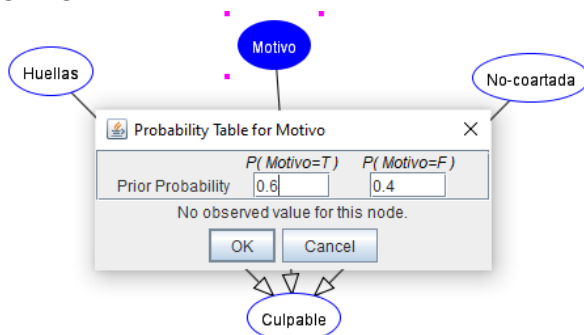 Motivo
Huellas
No-coartada
Probability Table for Motivo
P( Motivo=T ) P( Motivo=F )
Prior Probability 0.6 0.4
No observed value for this node.
OK Cancel
Culpable